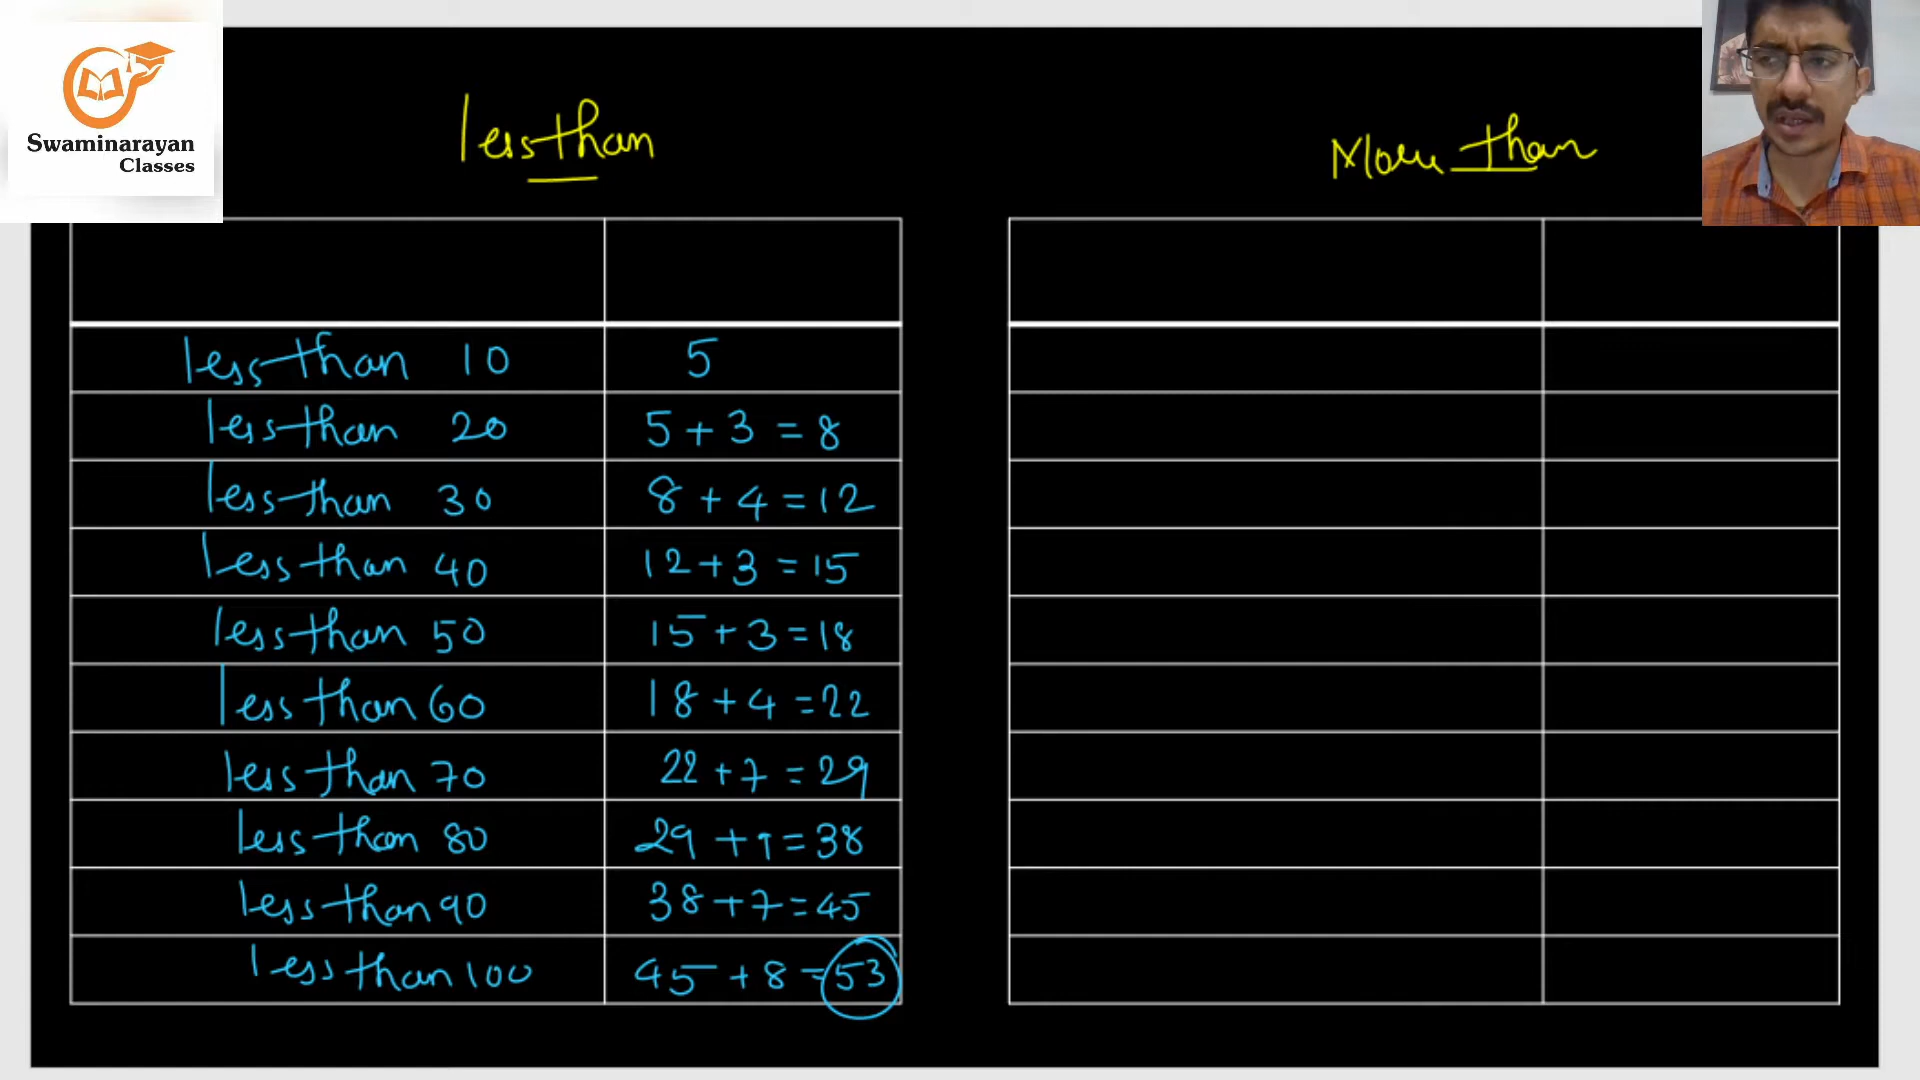 Swaminarayan
Classes
less than
More than
less than 10 5
less than 20 5 + 3 = 8
less than 30 8 + 4 = 12
less than 40 12 + 3 = 15
less than 50 15 + 3 = 18
less than 60 18 + 4 = 22
less than 70 22 + 7 = 29
less than 80 29 + 9 = 38
less than 90 38 + 7 = 45
less than 100 45 + 8 = 53